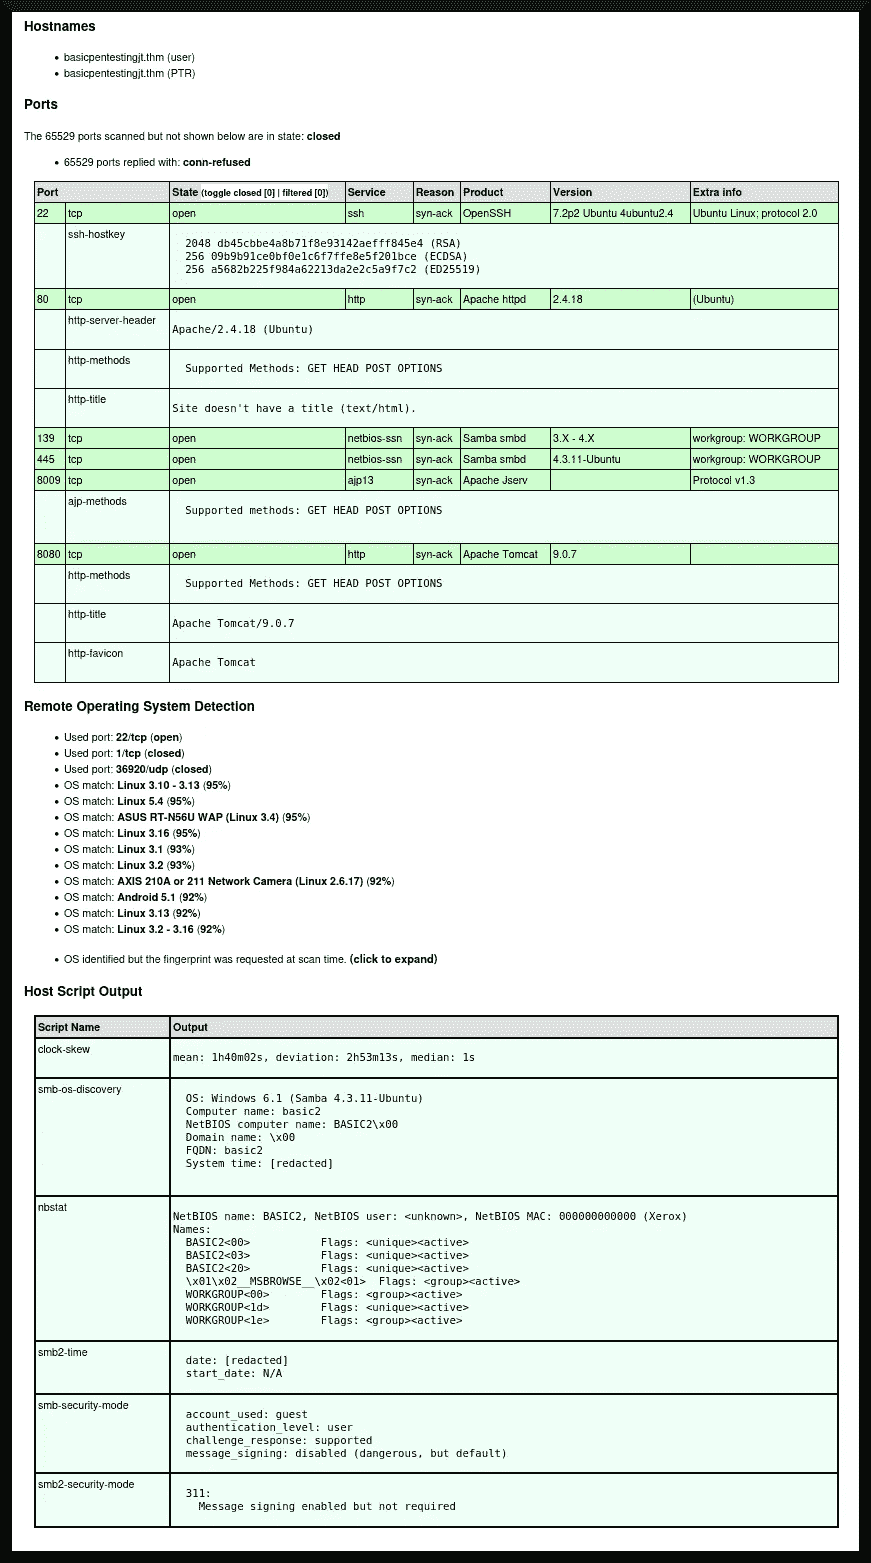 Hostnames
• basicpentestingjt.thm (user)
• basicpentestingjt.thm (PTR)
Ports
The 65529 ports scanned but not shown below are in state: closed
• 65529 ports replied with: conn-refused
Port State (toggle closed [0] | filtered [0]) Service Reason Product Version Extra info
22 tcp open ssh syn-ack OpenSSH 7.2p2 Ubuntu 4ubuntu2.4 Ubuntu Linux; protocol 2.0
ssh-hostkey
2048 db45cbbe4a8b71f8e93142aefff845e4 (RSA)
256 09b9b91ce0bf0e1c6f7ffe8e5f201bce (ECDSA)
256 a5682b225f984a62213da2e2c5a9f7c2 (ED25519)
80 tcp open http syn-ack Apache httpd 2.4.18 (Ubuntu)
http-server-header
Apache/2.4.18 (Ubuntu)
http-methods
Supported Methods: GET HEAD POST OPTIONS
http-title
Site doesn't have a title (text/html).
139 tcp open netbios-ssn syn-ack Samba smbd 3.X - 4.X workgroup: WORKGROUP
445 tcp open netbios-ssn syn-ack Samba smbd 4.3.11-Ubuntu workgroup: WORKGROUP
8009 tcp open ajp13 syn-ack Apache Jserv Protocol v1.3
ajp-methods
Supported methods: GET HEAD POST OPTIONS
8080 tcp open http syn-ack Apache Tomcat 9.0.7
http-methods
Supported Methods: GET HEAD POST OPTIONS
http-title
Apache Tomcat/9.0.7
http-favicon
Apache Tomcat
Remote Operating System Detection
• Used port: 22/tcp (open)
• Used port: 1/tcp (closed)
• Used port: 36920/udp (closed)
• OS match: Linux 3.10 - 3.13 (95%)
• OS match: Linux 5.4 (95%)
• OS match: ASUS RT-N56U WAP (Linux 3.4) (95%)
• OS match: Linux 3.16 (95%)
• OS match: Linux 3.1 (93%)
• OS match: Linux 3.2 (93%)
• OS match: AXIS 210A or 211 Network Camera (Linux 2.6.17) (92%)
• OS match: Android 5.1 (92%)
• OS match: Linux 3.13 (92%)
• OS match: Linux 3.2 - 3.16 (92%)
• OS identified but the fingerprint was requested at scan time. (click to expand)
Host Script Output
Script Name Output
clock-skew
mean: 1h40m02s, deviation: 2h53m13s, median: 1s
smb-os-discovery
OS: Windows 6.1 (Samba 4.3.11-Ubuntu)
Computer name: basic2
NetBIOS computer name: BASIC2\x00
Domain name: \x00
FQDN: basic2
System time: [redacted]
nbstat
NetBIOS name: BASIC2, NetBIOS user: <unknown>, NetBIOS MAC: 000000000000 (Xerox)
Names:
BASIC2<00> Flags: <unique><active>
BASIC2<03> Flags: <unique><active>
BASIC2<20> Flags: <unique><active>
\x01\x02__MSBROWSE__\x02<01> Flags: <group><active>
WORKGROUP<00> Flags: <group><active>
WORKGROUP<1d> Flags: <unique><active>
WORKGROUP<1e> Flags: <group><active>
smb2-time
date: [redacted]
start_date: N/A
smb-security-mode
account_used: guest
authentication_level: user
challenge_response: supported
message_signing: disabled (dangerous, but default)
smb2-security-mode
311:
Message signing enabled but not required